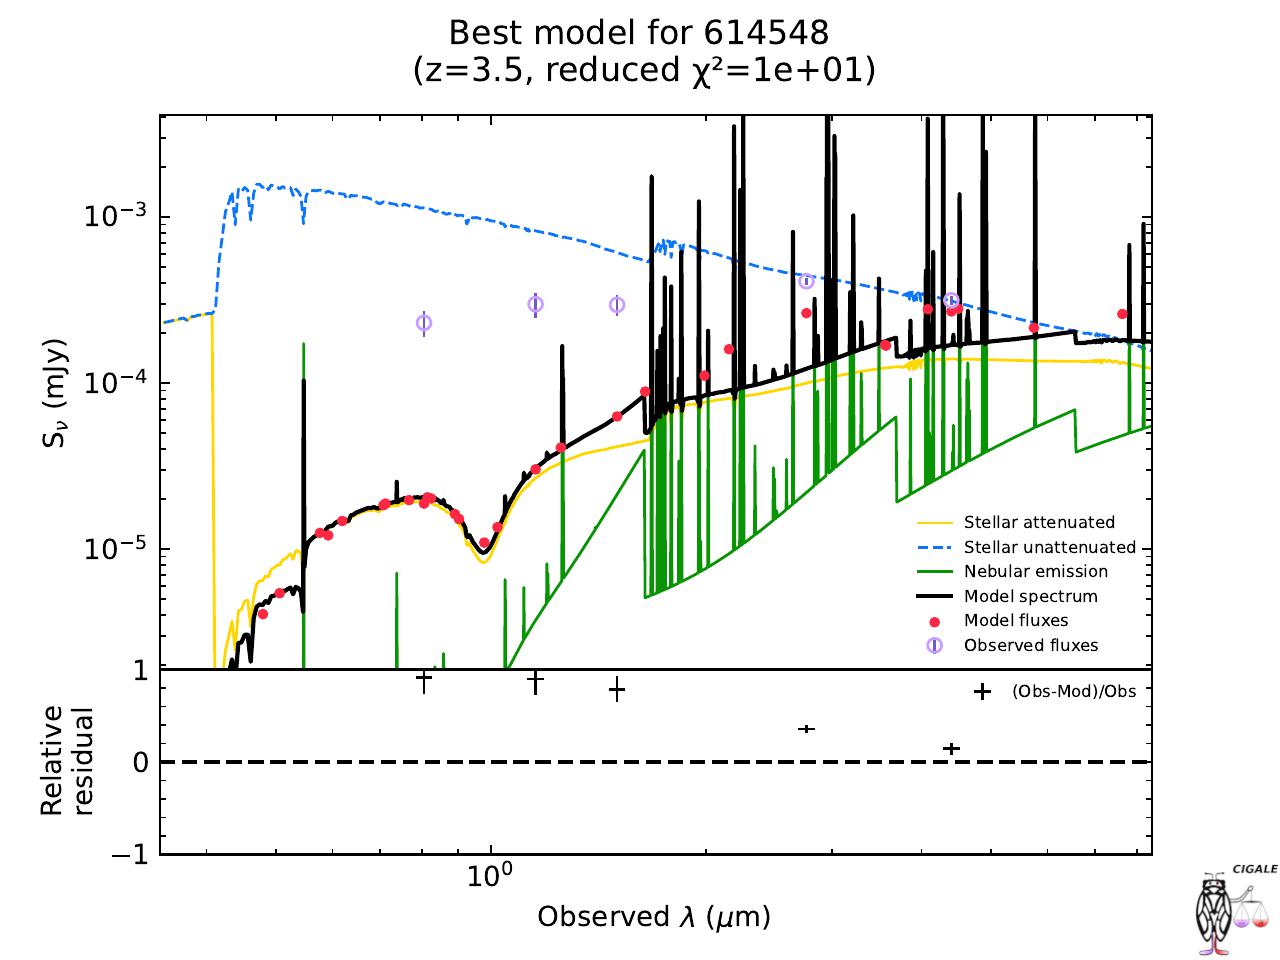 Best model for 614548
(z=3.5, reduced χ²=1e+01)
10⁻³
10⁻⁴
10⁻⁵
S_ν (mJy)
Stellar attenuated
Stellar unattenuated
Nebular emission
Model spectrum
Model fluxes
Observed fluxes
1
0
−1
Relative
residual
(Obs-Mod)/Obs
10⁰
Observed λ (μm)
CIGALE